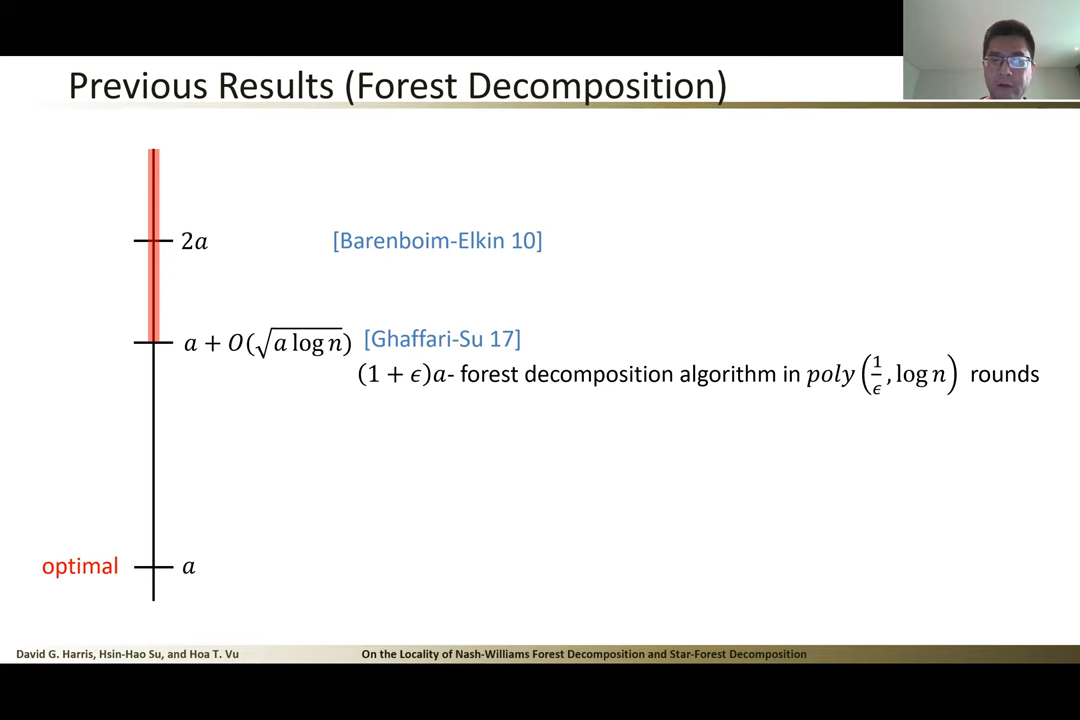 Previous Results (Forest Decomposition)
2a
[Barenboim-Elkin 10]
a + O(√(a log n))
[Ghaffari-Su 17]
(1 + ϵ)a- forest decomposition algorithm in poly(1/ϵ, log n) rounds
optimal
a
David G. Harris, Hsin-Hao Su, and Hoa T. Vu
On the Locality of Nash-Williams Forest Decomposition and Star-Forest Decomposition